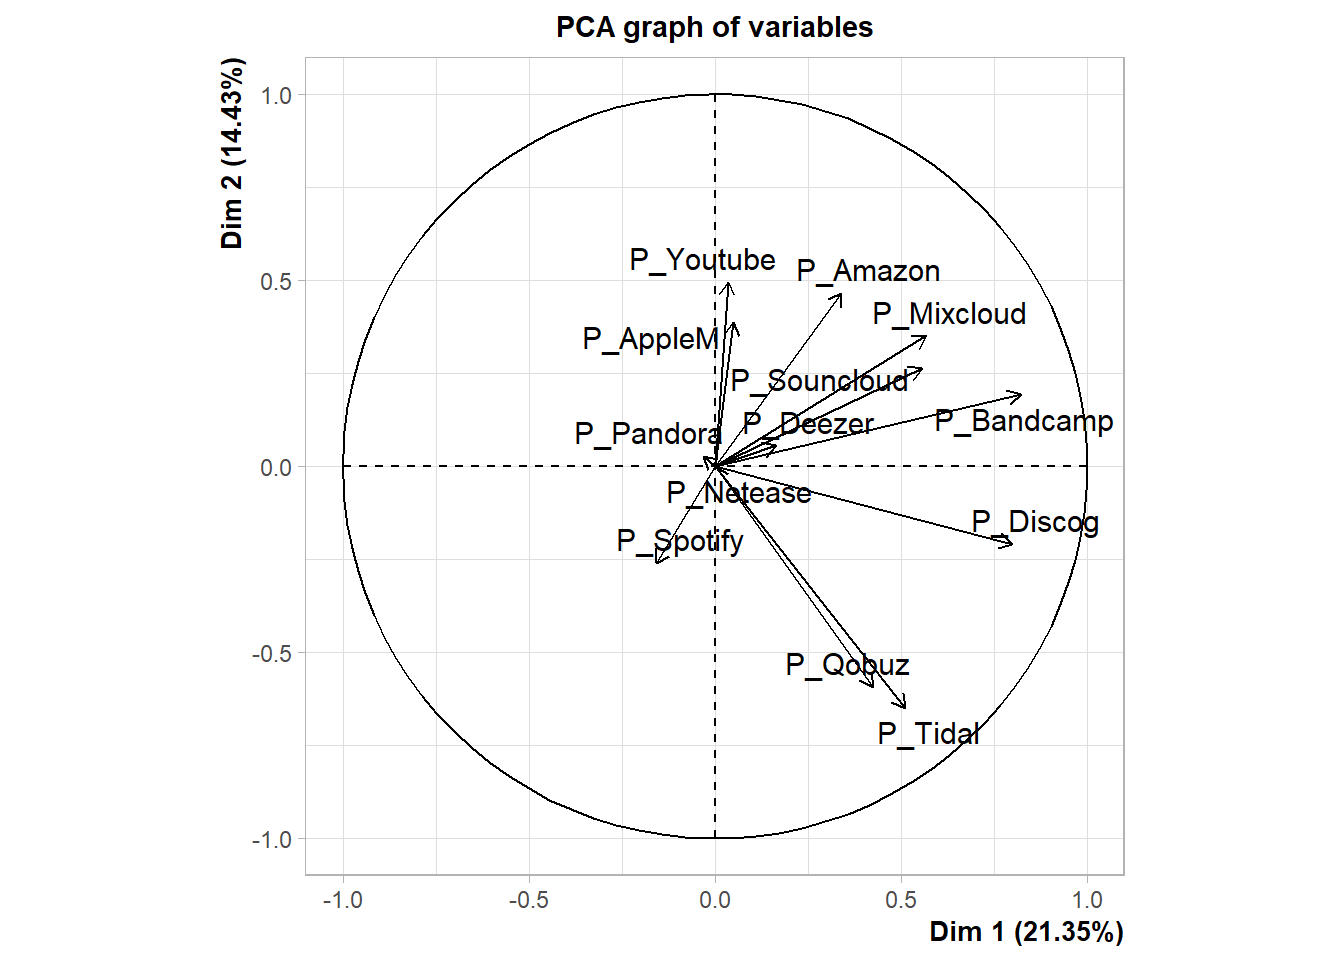 PCA graph of variables
Dim 2 (14.43%)
1.0
0.5
0.0
-0.5
-1.0
P_Youtube
P_Amazon
P_Mixcloud
P_AppleM
P_Souncloud
P_Deezer
P_Bandcamp
P_Pandora
P_Netease
P_Discog
P_Spotify
P_Qobuz
P_Tidal
-1.0
-0.5
0.0
0.5
1.0
Dim 1 (21.35%)